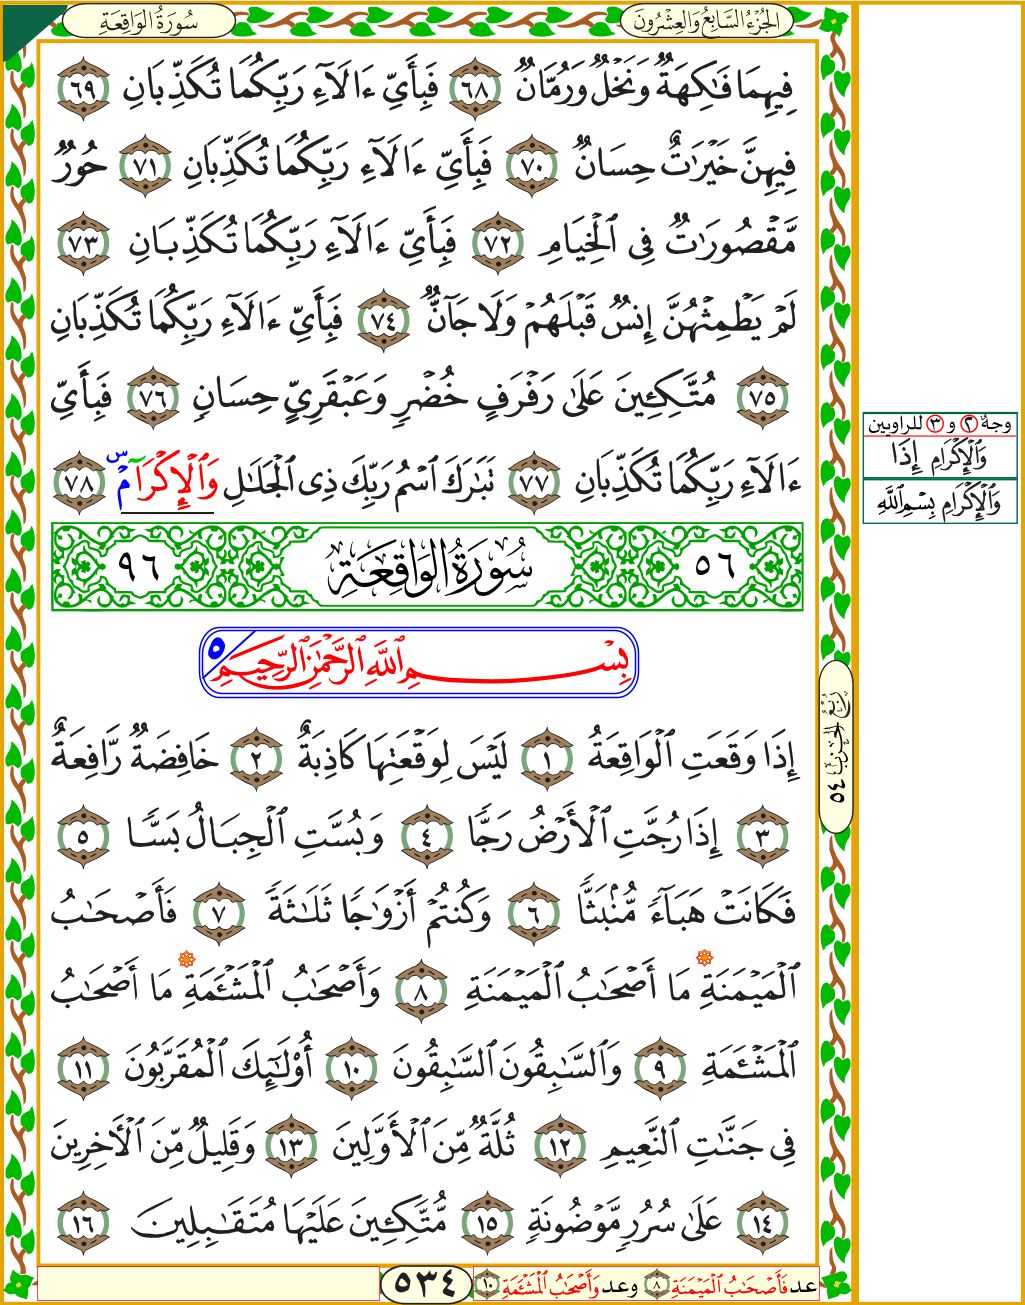 الجُزْءُ السَّابِعُ وَالعِشْرُونَ
سُورَةُ الوَاقِعَةِ
فِيهِمَا فَٰكِهَةٌ وَنَخۡلٌ وَرُمَّانٌ ٦٨ فَبِأَيِّ ءَالَآءِ رَبِّكُمَا تُكَذِّبَانِ ٦٩
فِيهِنَّ خَيۡرَٰتٌ حِسَانٌ ٧٠ فَبِأَيِّ ءَالَآءِ رَبِّكُمَا تُكَذِّبَانِ ٧١ حُورٌ
مَّقۡصُورَٰتٌ فِي ٱلۡخِيَامِ ٧٢ فَبِأَيِّ ءَالَآءِ رَبِّكُمَا تُكَذِّبَانِ ٧٣
لَمۡ يَطۡمِثۡهُنَّ إِنسٌ قَبۡلَهُمۡ وَلَا جَآنٌّ ٧٤ فَبِأَيِّ ءَالَآءِ رَبِّكُمَا تُكَذِّبَانِ
٧٥ مُتَّكِـِٔينَ عَلَىٰ رَفۡرَفٍ خُضۡرٍ وَعَبۡقَرِيٍّ حِسَانٍ ٧٦ فَبِأَيِّ
ءَالَآءِ رَبِّكُمَا تُكَذِّبَانِ ٧٧ تَبَٰرَكَ ٱسۡمُ رَبِّكَ ذِي ٱلۡجَلَٰلِ وَٱلۡإِكۡرَامِ س ٧٨
٥٦ سُورَةُ الوَاقِعَةِ ٩٦
بِسۡمِ ٱللَّهِ ٱلرَّحۡمَٰنِ ٱلرَّحِيمِ ٥
إِذَا وَقَعَتِ ٱلۡوَاقِعَةُ ١ لَيۡسَ لِوَقۡعَتِهَا كَاذِبَةٌ ٢ خَافِضَةٌ رَّافِعَةٌ
٣ إِذَا رُجَّتِ ٱلۡأَرۡضُ رَجًّا ٤ وَبُسَّتِ ٱلۡجِبَالُ بَسًّا ٥
فَكَانَتۡ هَبَآءً مُّنۢبَثًّا ٦ وَكُنتُمۡ أَزۡوَٰجًا ثَلَٰثَةً ٧ فَأَصۡحَٰبُ
ٱلۡمَيۡمَنَةِ مَا أَصۡحَٰبُ ٱلۡمَيۡمَنَةِ ٨ وَأَصۡحَٰبُ ٱلۡمَشۡـَٔمَةِ مَا أَصۡحَٰبُ
ٱلۡمَشۡـَٔمَةِ ٩ وَٱلسَّٰبِقُونَ ٱلسَّٰبِقُونَ ١٠ أُوْلَٰٓئِكَ ٱلۡمُقَرَّبُونَ ١١
فِي جَنَّٰتِ ٱلنَّعِيمِ ١٢ ثُلَّةٌ مِّنَ ٱلۡأَوَّلِينَ ١٣ وَقَلِيلٌ مِّنَ ٱلۡأٓخِرِينَ
١٤ عَلَىٰ سُرُرٍ مَّوۡضُونَةٍ ١٥ مُّتَّكِـِٔينَ عَلَيۡهَا مُتَقَٰبِلِينَ ١٦
وجهٌ ٢ و ٣ للراويين
وَٱلۡإِكۡرَامِ إِذَا
وَٱلۡإِكۡرَامِ بِسۡمِ ٱللَّهِ
رُبْعُ الحِزْبِ ٥٤
عد فَأَصۡحَٰبُ ٱلۡمَيۡمَنَةِ ٨ وعد وَأَصۡحَٰبُ ٱلۡمَشۡـَٔمَةِ ١٠
٥٣٤